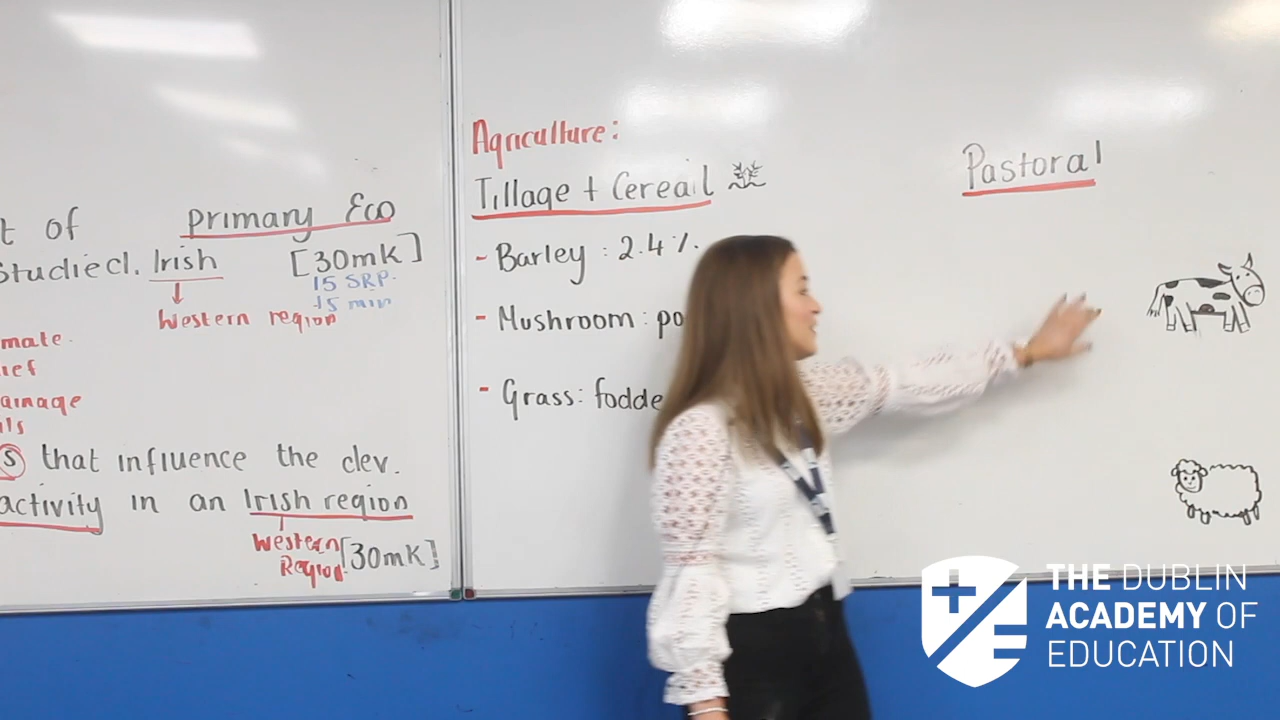 t of primary Eco
studied. Irish [30mk]
15 SRP.
15 min
Western region
mate.
ief
ainage
ils
s that influence the dev.
activity in an Irish region
Western [30mk]
Region.
Agriculture:
Tillage + Cereail
- Barley : 2.4%.
- Mushroom : po
- Grass: fodde
Pastoral
THE DUBLIN
ACADEMY OF
EDUCATION